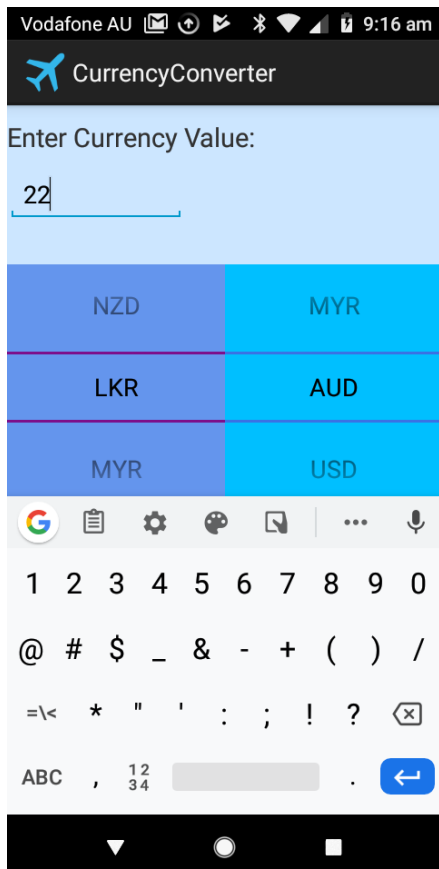 Vodafone AU 9:16 am
CurrencyConverter
Enter Currency Value:
22
NZD MYR
LKR AUD
MYR USD
G
1 2 3 4 5 6 7 8 9 0
@ # $ _ & - + ( ) /
=\< * " ' : ; ! ?
ABC , 12 34 .